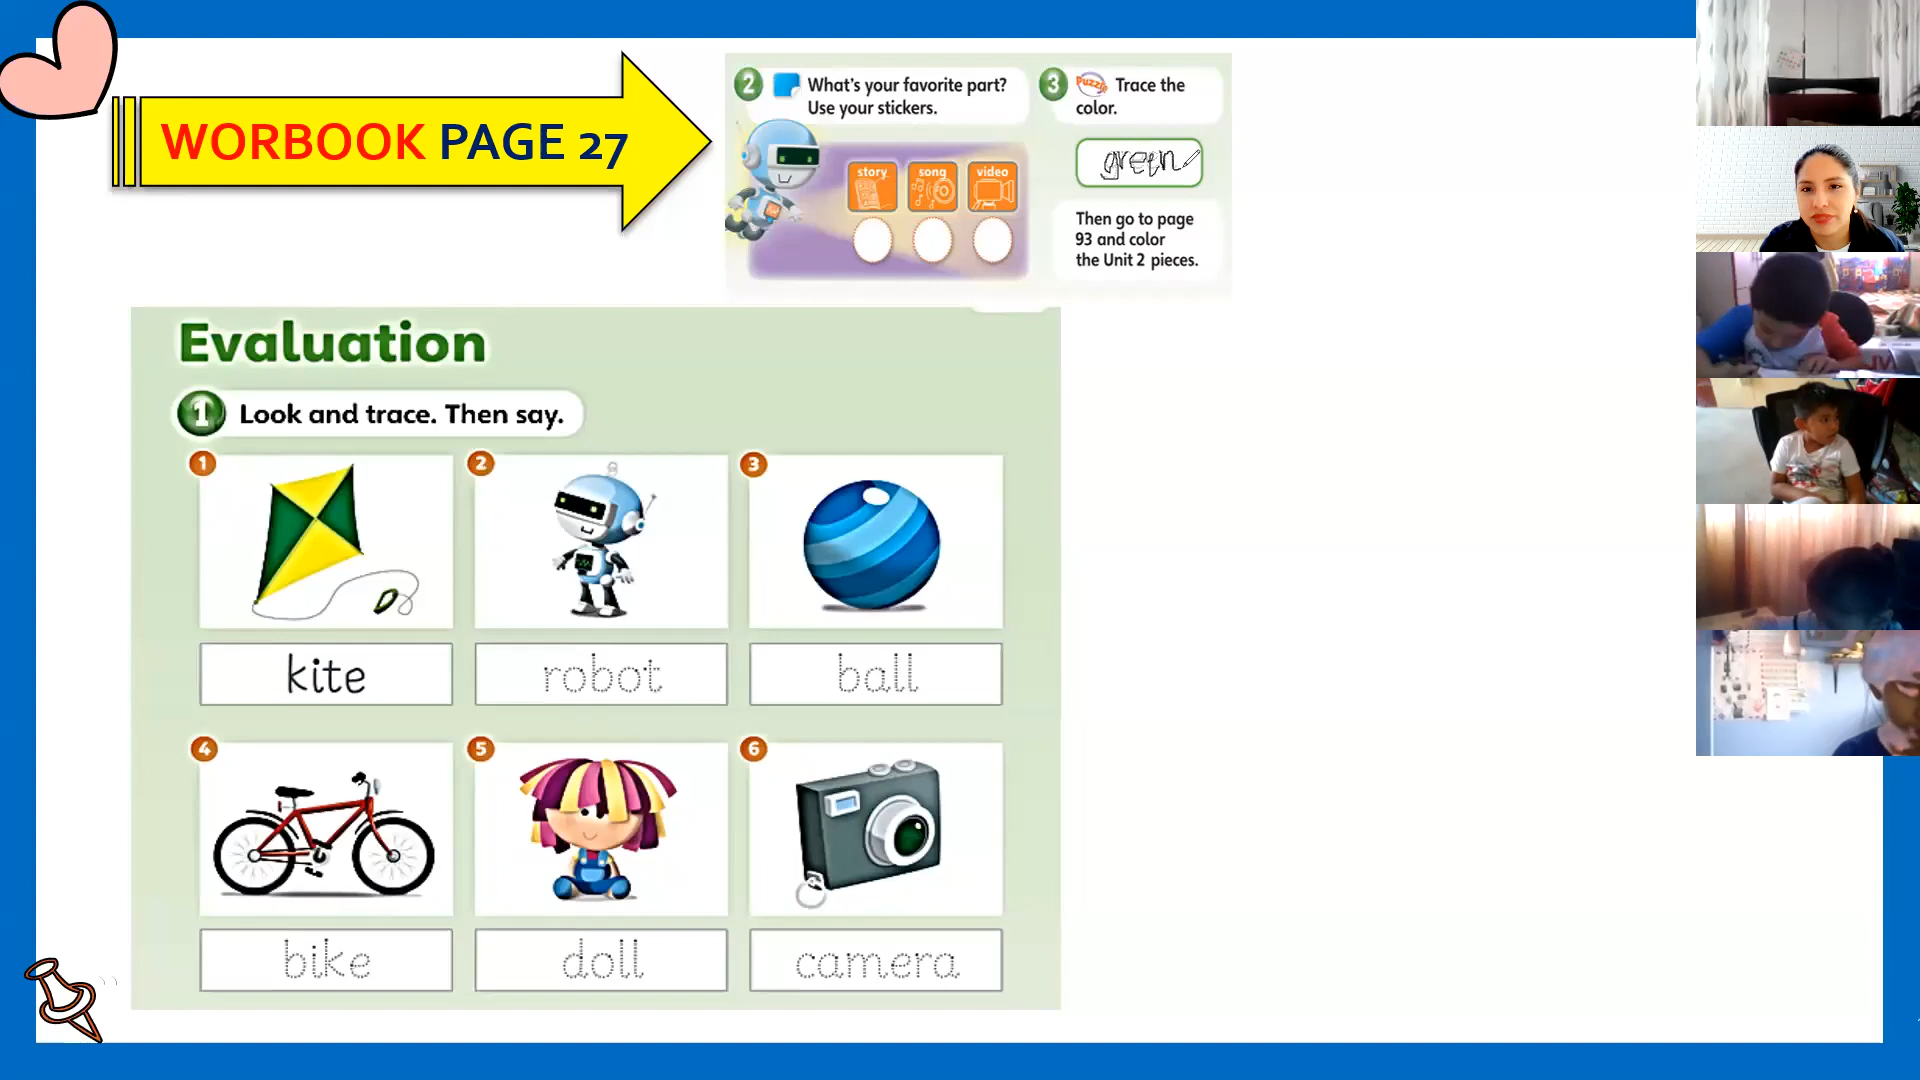 WORBOOK PAGE 27
2 What's your favorite part?
Use your stickers.
story song video
3 Puzzle Trace the
color.
green
Then go to page
93 and color
the Unit 2 pieces.
Evaluation
1 Look and trace. Then say.
1 2 3
kite robot ball
4 5 6
bike doll camera